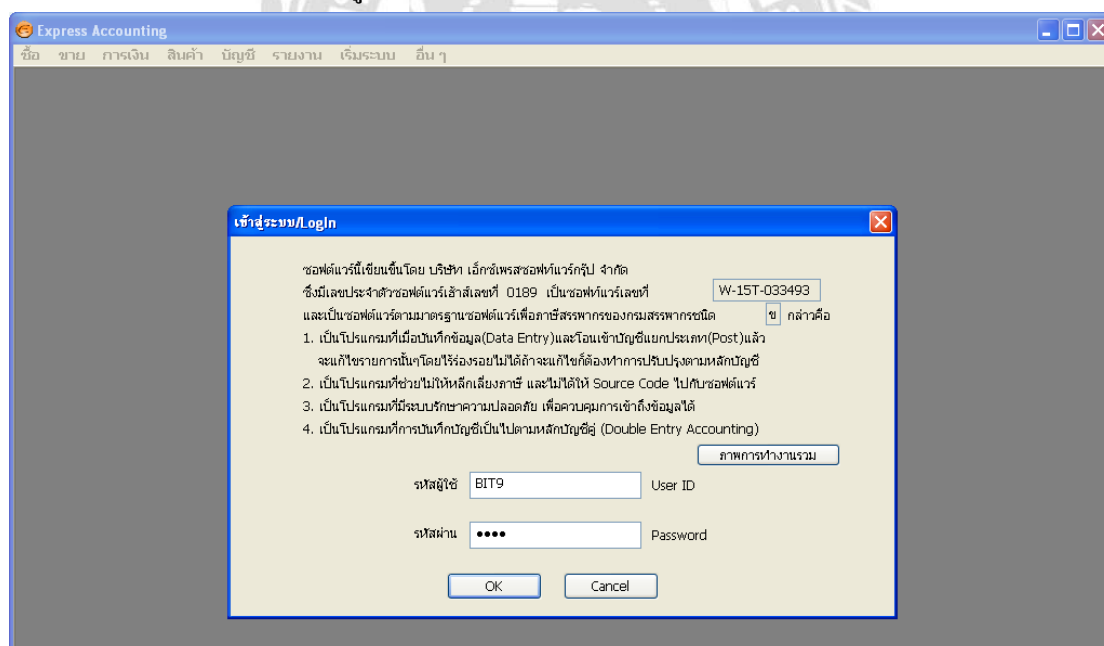 Express Accounting
ซื้อ ขาย การเงิน สินค้า บัญชี รายงาน เริ่มระบบ อื่น ๆ
เข้าสู่ระบบ/LogIn
ซอฟต์แวร์นี้เขียนขึ้นโดย บริษัท เอ็กซ์เพรสซอฟท์แวร์กรุ๊ป จำกัด
ซึ่งมีเลขประจำตัวซอฟต์แวร์เฮ้าส์เลขที่ 0189 เป็นซอฟท์แวร์เลขที่ W-15T-033493
และเป็นซอฟต์แวร์ตามมาตรฐานซอฟต์แวร์เพื่อภาษีสรรพากรของกรมสรรพากรชนิด ข กล่าวคือ
1. เป็นโปรแกรมที่เมื่อบันทึกข้อมูล(Data Entry)และโอนเข้าบัญชีแยกประเภท(Post)แล้ว
จะแก้ไขรายการนั้นๆโดยไร้ร่องรอยไม่ได้ถ้าจะแก้ไขก็ต้องทำการปรับปรุงตามหลักบัญชี
2. เป็นโปรแกรมที่ช่วยไม่ให้หลีกเลี่ยงภาษี และไม่ได้ให้ Source Code ไปกับซอฟต์แวร์
3. เป็นโปรแกรมที่มีระบบรักษาความปลอดภัย เพื่อควบคุมการเข้าถึงข้อมูลได้
4. เป็นโปรแกรมที่การบันทึกบัญชีเป็นไปตามหลักบัญชีคู่ (Double Entry Accounting)
ภาพการทำงานรวม
รหัสผู้ใช้ BIT9 User ID
รหัสผ่าน ●●●● Password
OK Cancel